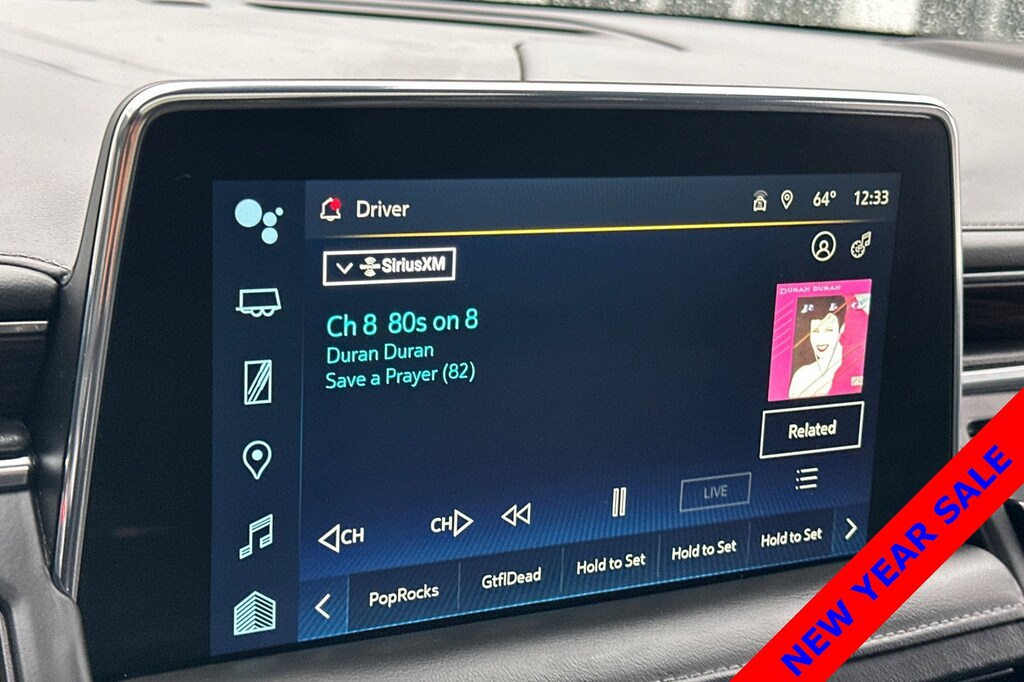 Driver
64° 12:33
SiriusXM
Ch 8 80s on 8
Duran Duran
Save a Prayer (82)
DURAN DURAN
Related
CH
CH
LIVE
PopRocks
GtflDead
Hold to Set
Hold to Set
Hold to Set
NEW YEAR SALE